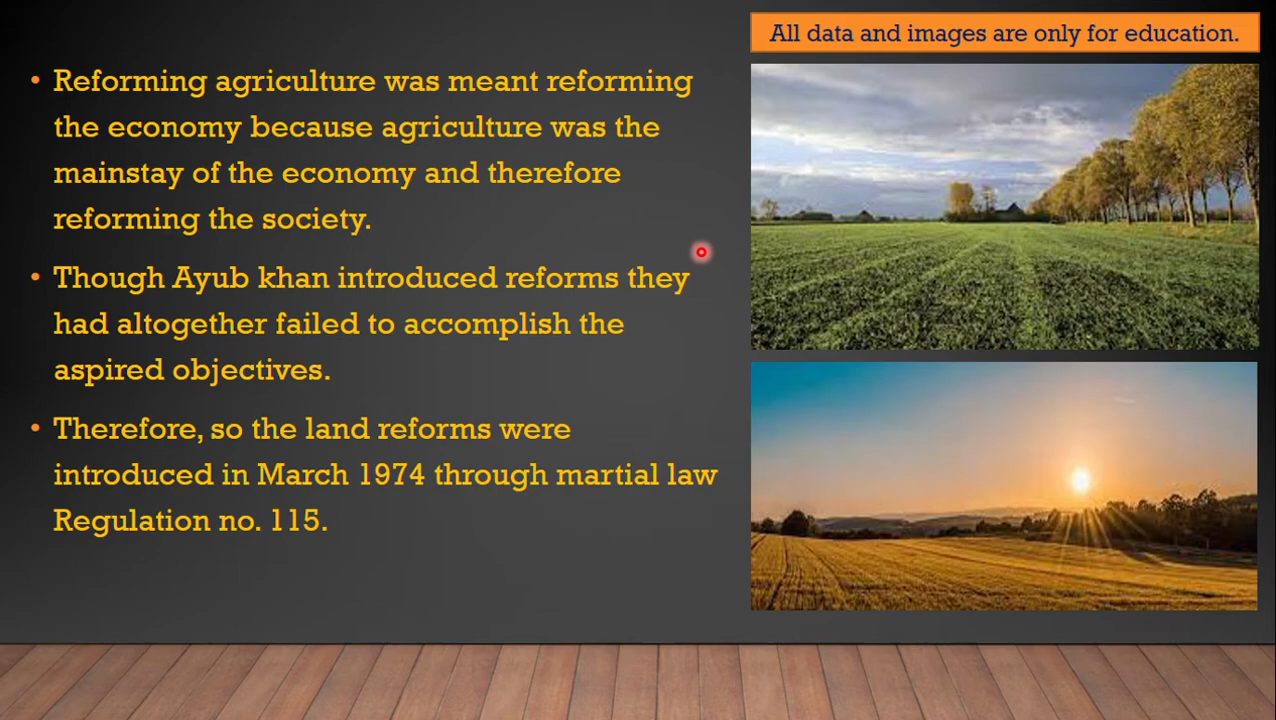 All data and images are only for education.
• Reforming agriculture was meant reforming
the economy because agriculture was the
mainstay of the economy and therefore
reforming the society.
• Though Ayub khan introduced reforms they
had altogether failed to accomplish the
aspired objectives.
• Therefore, so the land reforms were
introduced in March 1974 through martial law
Regulation no. 115.